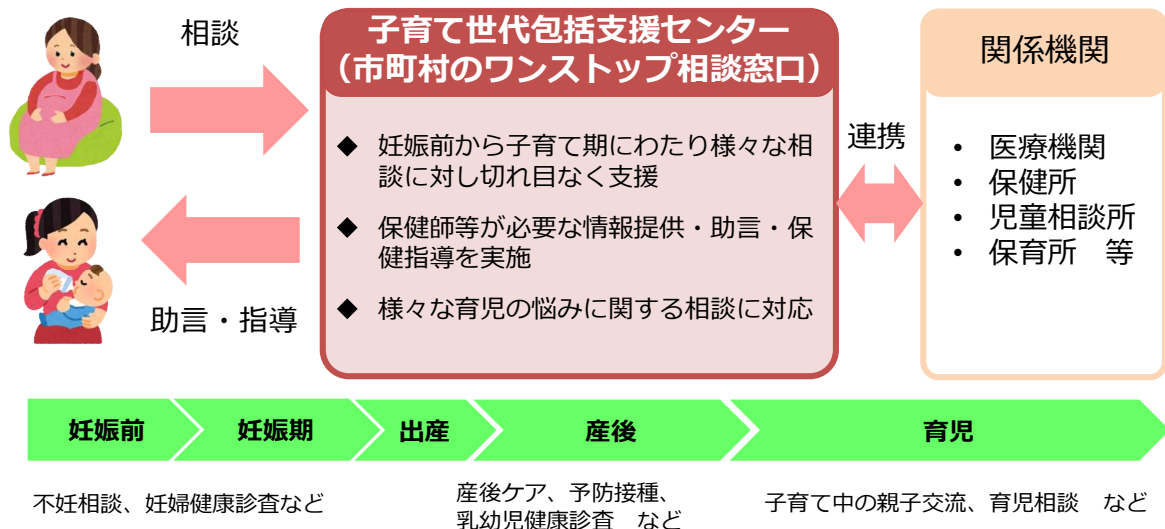 相談
助言・指導
子育て世代包括支援センター
（市町村のワンストップ相談窓口）
◆ 妊娠前から子育て期にわたり様々な相
談に対し切れ目なく支援
◆ 保健師等が必要な情報提供・助言・保
健指導を実施
◆ 様々な育児の悩みに関する相談に対応
連携
関係機関
• 医療機関
• 保健所
• 児童相談所
• 保育所　等
妊娠前
妊娠期
出産
産後
育児
不妊相談、妊婦健康診査など
産後ケア、予防接種、
乳幼児健康診査　など
子育て中の親子交流、育児相談　など